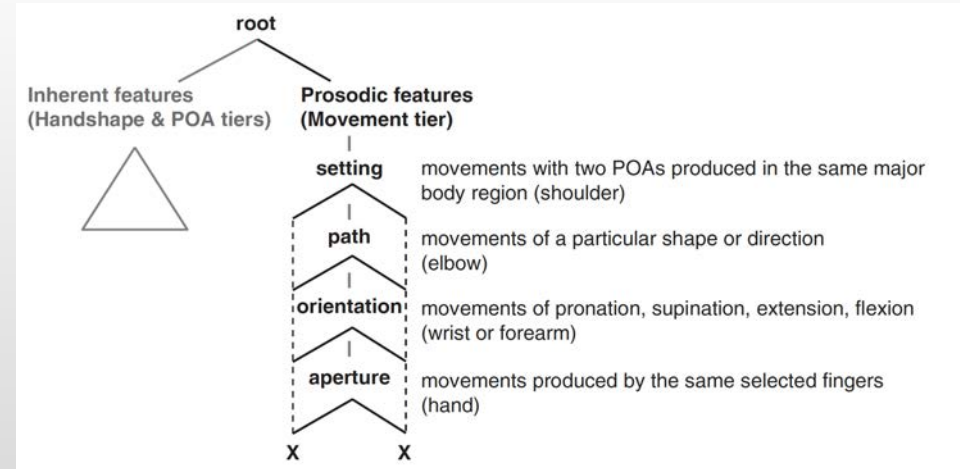 root
Inherent features
(Handshape & POA tiers)
Prosodic features
(Movement tier)
setting
movements with two POAs produced in the same major
body region (shoulder)
path
movements of a particular shape or direction
(elbow)
orientation
movements of pronation, supination, extension, flexion
(wrist or forearm)
aperture
movements produced by the same selected fingers
(hand)
X X